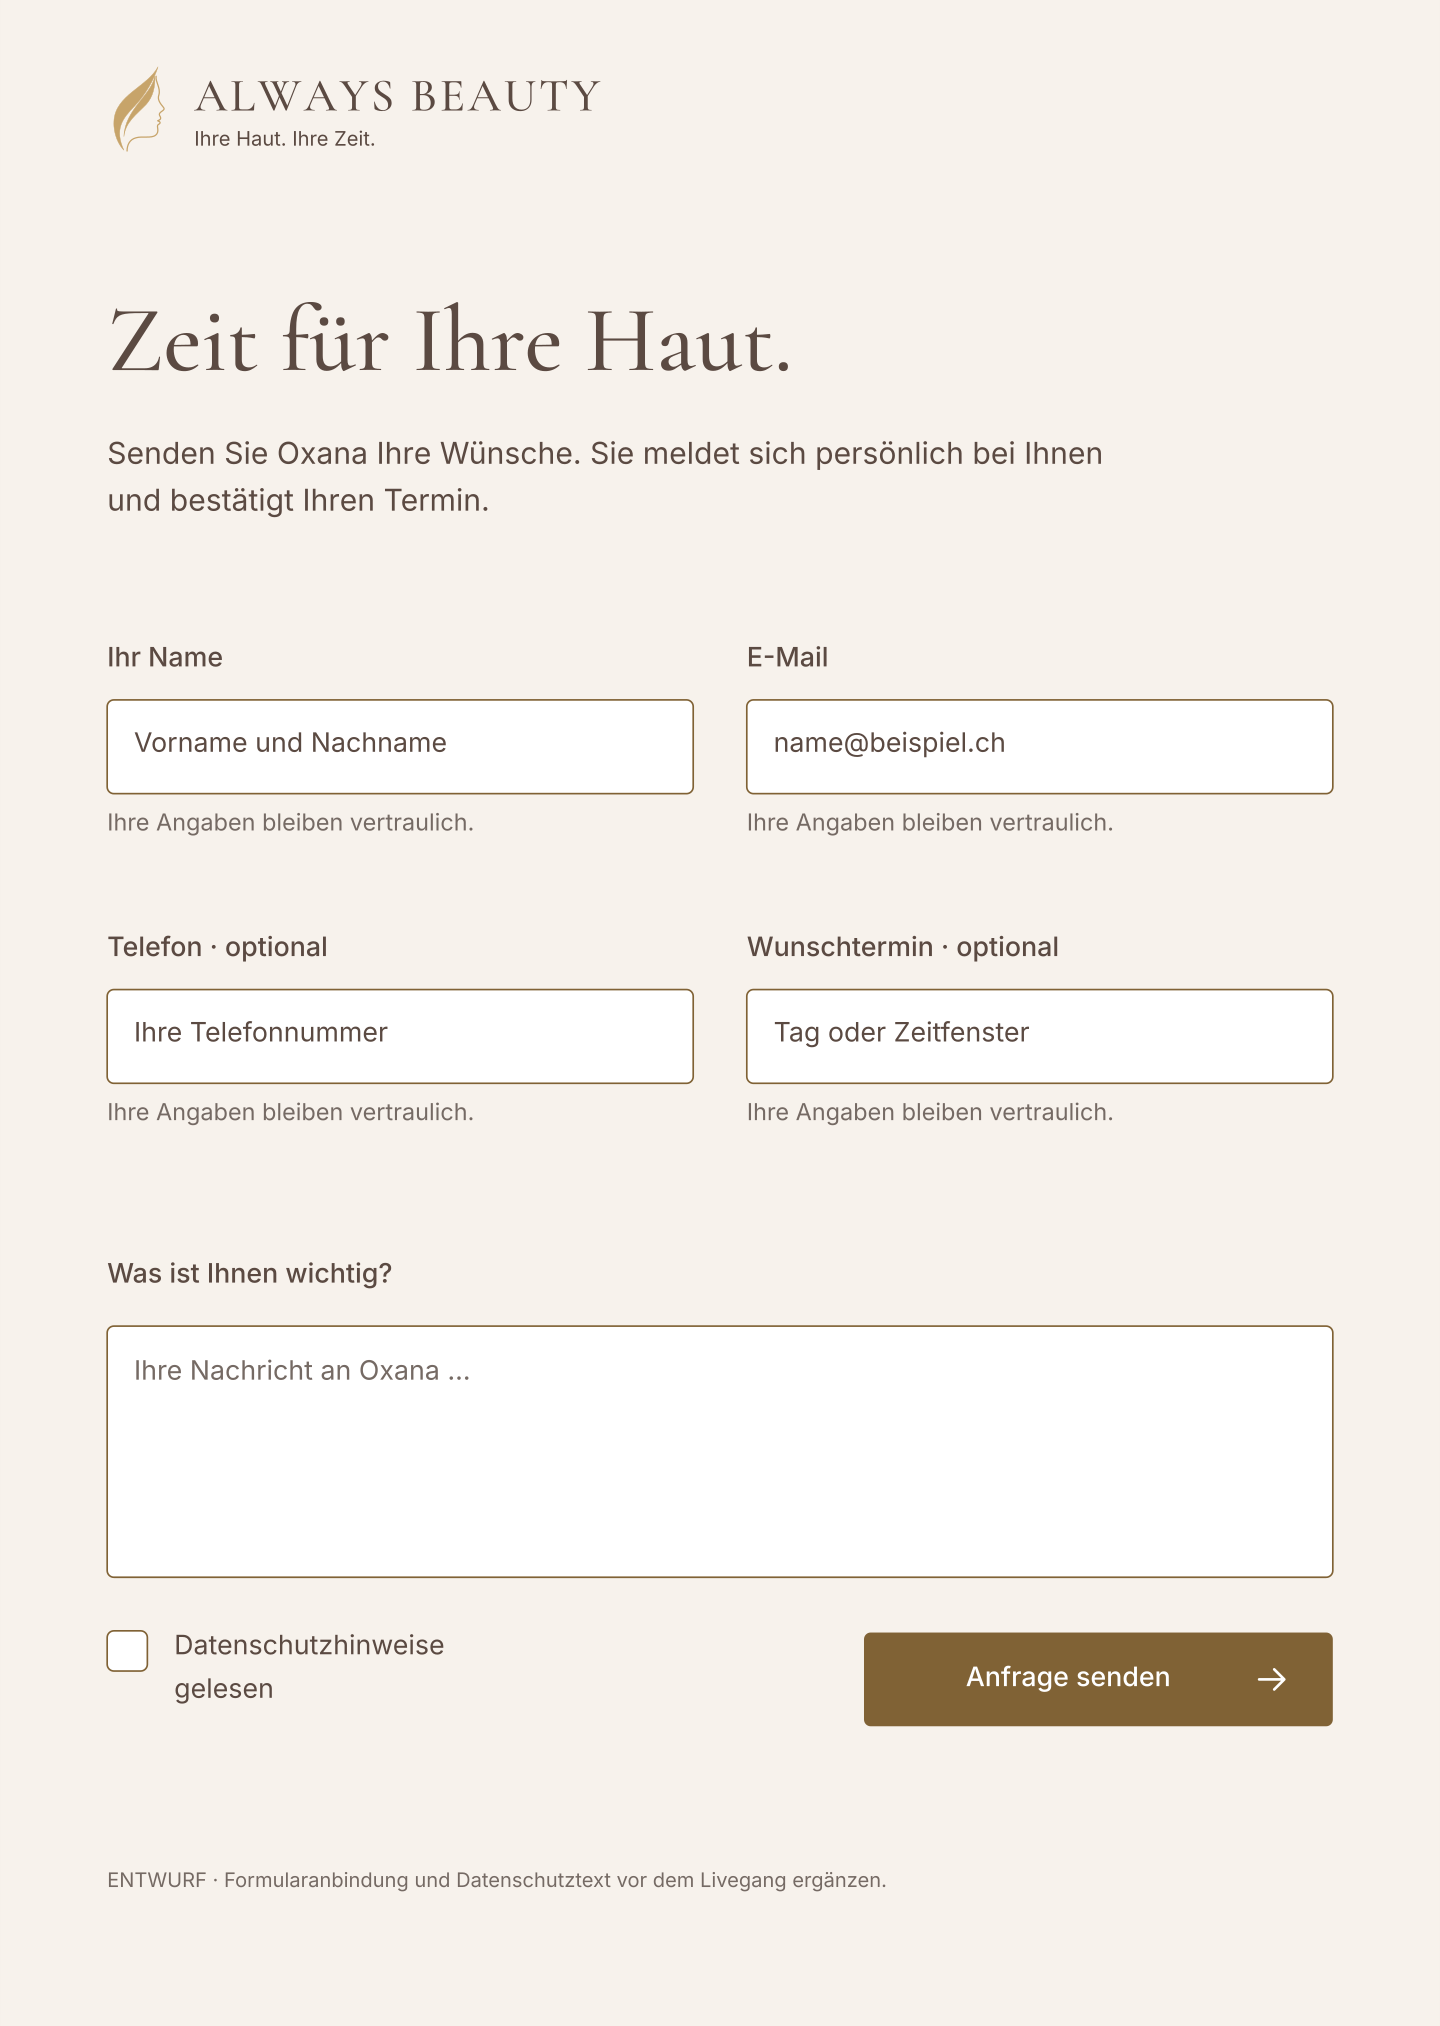 ALWAYS BEAUTY
Ihre Haut. Ihre Zeit.
Zeit für Ihre Haut.
Senden Sie Oxana Ihre Wünsche. Sie meldet sich persönlich bei Ihnen
und bestätigt Ihren Termin.
Ihr Name
E-Mail
Vorname und Nachname
name@beispiel.ch
Ihre Angaben bleiben vertraulich.
Ihre Angaben bleiben vertraulich.
Telefon · optional
Wunschtermin · optional
Ihre Telefonnummer
Tag oder Zeitfenster
Ihre Angaben bleiben vertraulich.
Ihre Angaben bleiben vertraulich.
Was ist Ihnen wichtig?
Ihre Nachricht an Oxana ...
Datenschutzhinweise
gelesen
Anfrage senden →
ENTWURF · Formularanbindung und Datenschutztext vor dem Livegang ergänzen.